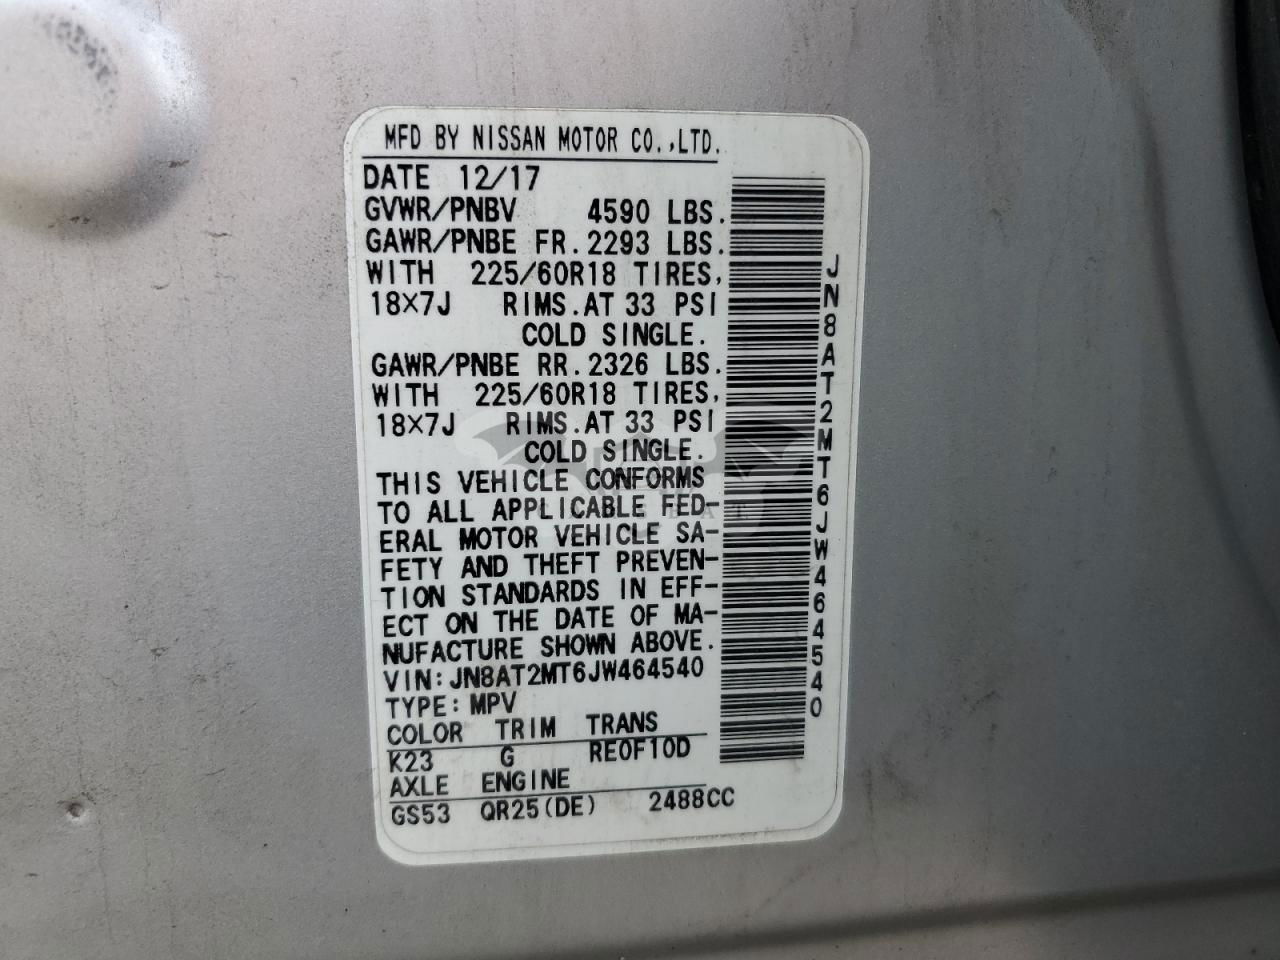 MFD BY NISSAN MOTOR CO.,LTD.
DATE 12/17
GVWR/PNBV 4590 LBS.
GAWR/PNBE FR. 2293 LBS.
WITH 225/60R18 TIRES,
18×7J RIMS. AT 33 PSI
COLD SINGLE.
GAWR/PNBE RR. 2326 LBS.
WITH 225/60R18 TIRES,
18×7J RIMS. AT 33 PSI
COLD SINGLE.
THIS VEHICLE CONFORMS
TO ALL APPLICABLE FED-
ERAL MOTOR VEHICLE SA-
FETY AND THEFT PREVEN-
TION STANDARDS IN EFF-
ECT ON THE DATE OF MA-
NUFACTURE SHOWN ABOVE.
VIN: JN8AT2MT6JW464540
TYPE: MPV
COLOR TRIM TRANS
K23 G RE0F10D
AXLE ENGINE
GS53 QR25(DE) 2488CC
JN8AT2MT6JW464540